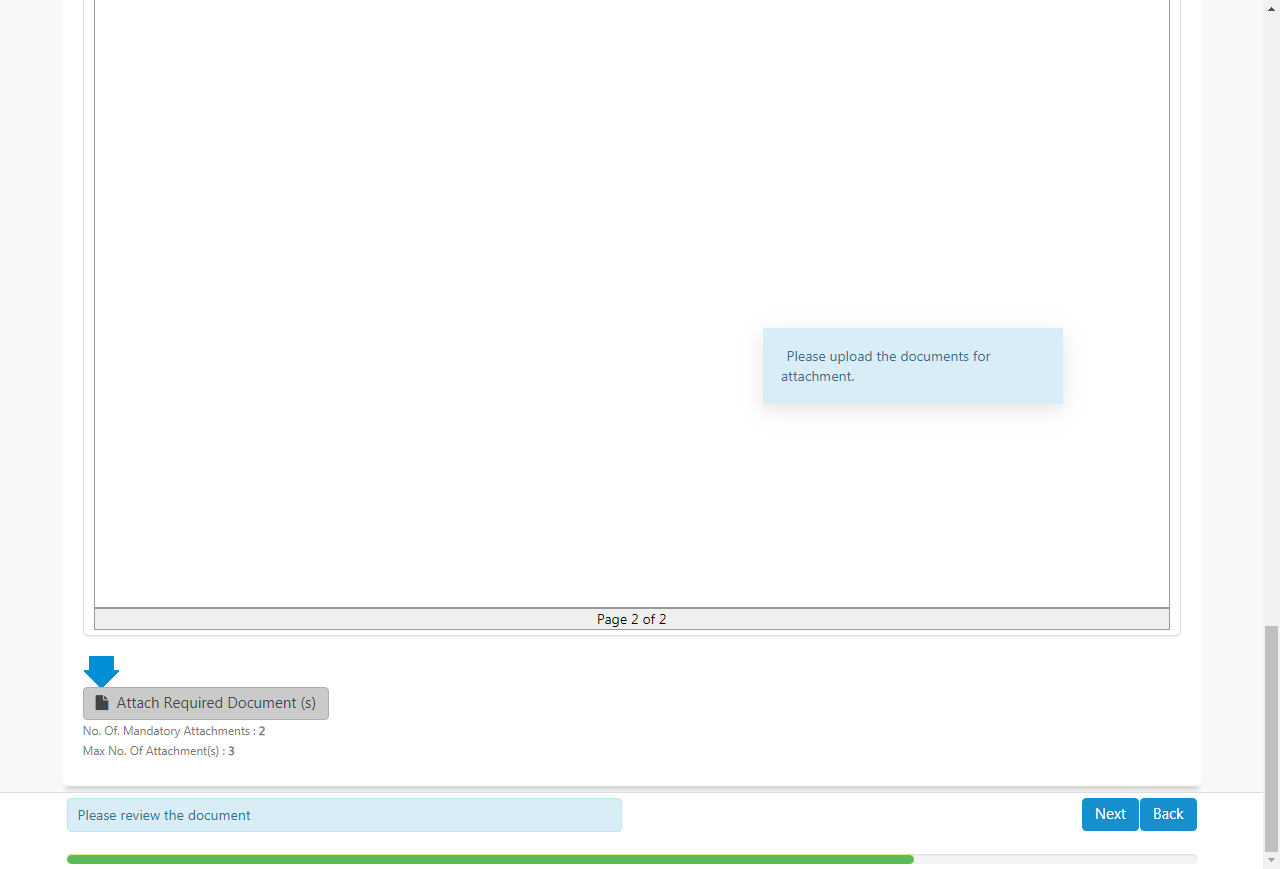 Please upload the documents for
attachment.
Page 2 of 2
Attach Required Document (s)
No. Of. Mandatory Attachments : 2
Max No. Of Attachment(s) : 3
Please review the document
Next
Back